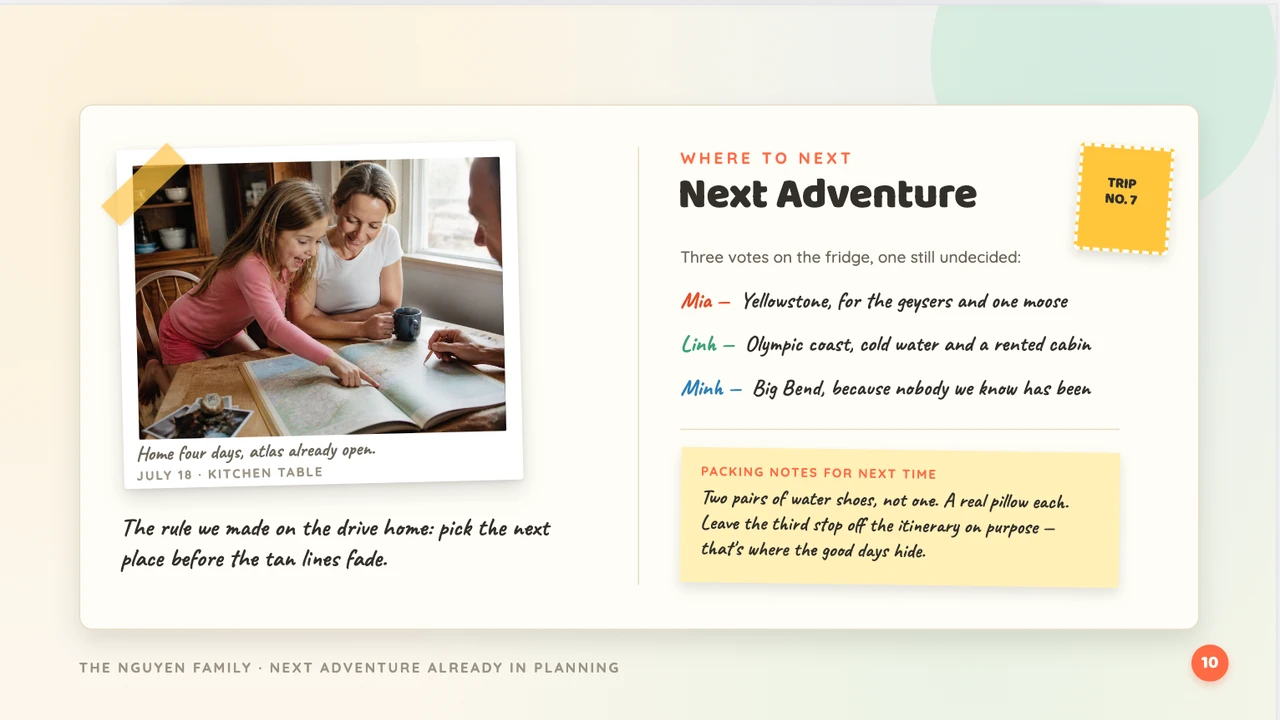 Home four days, atlas already open.
JULY 18 · KITCHEN TABLE
The rule we made on the drive home: pick the next
place before the tan lines fade.
WHERE TO NEXT
Next Adventure
TRIP
NO. 7
Three votes on the fridge, one still undecided:
Mia — Yellowstone, for the geysers and one moose
Linh — Olympic coast, cold water and a rented cabin
Minh — Big Bend, because nobody we know has been
PACKING NOTES FOR NEXT TIME
Two pairs of water shoes, not one. A real pillow each.
Leave the third stop off the itinerary on purpose —
that's where the good days hide.
THE NGUYEN FAMILY · NEXT ADVENTURE ALREADY IN PLANNING
10